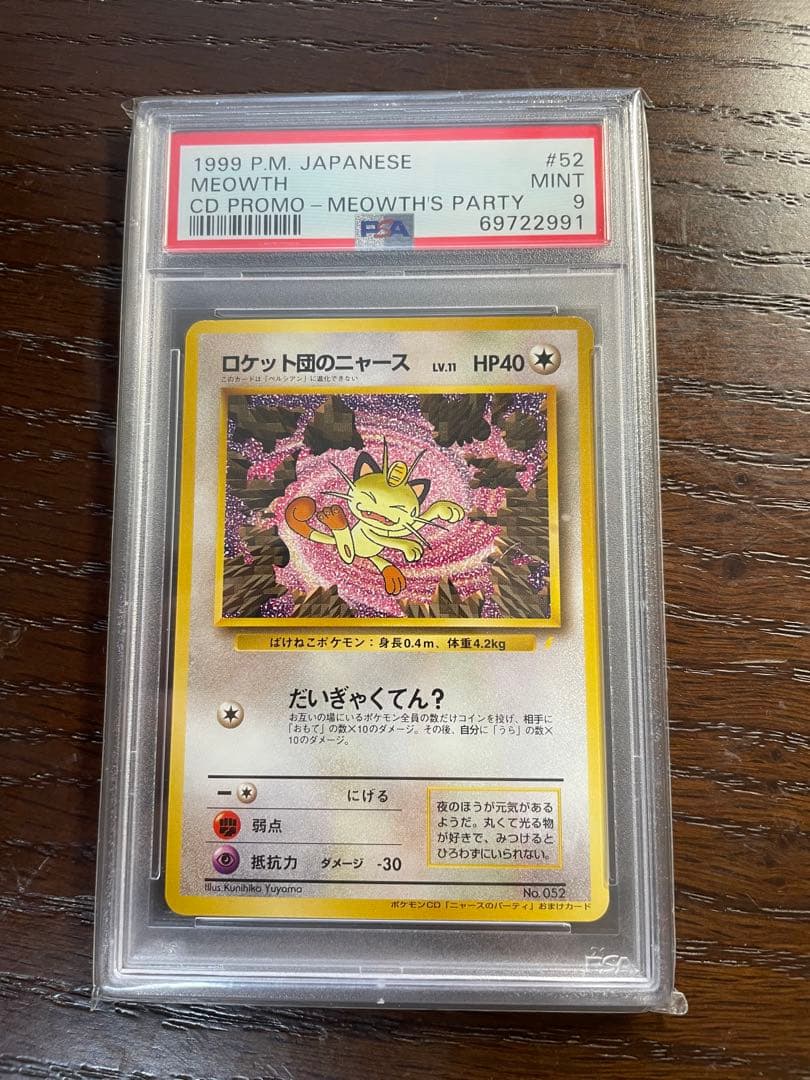 1999 P.M. JAPANESE #52
MEOWTH MINT
CD PROMO – MEOWTH'S PARTY 9
69722991
PSA
ロケット団のニャース LV.11 HP40
このカードは「ペルシアン」に進化できない
ばけねこポケモン：身長0.4m、体重4.2kg
だいぎゃくてん？
お互いの場にいるポケモン全員の数だけコインを投げ、相手に
「おもて」の数×10のダメージ。その後、自分に「うら」の数×
10のダメージ。
にげる
弱点
抵抗力 ダメージ -30
夜のほうが元気がある
ようだ。丸くて光る物
が好きで、みつけると
ひろわずにいられない。
Illus. Kunihiko Yuyama No. 052
ポケモンCD「ニャースのパーティ」おまけカード
PSA